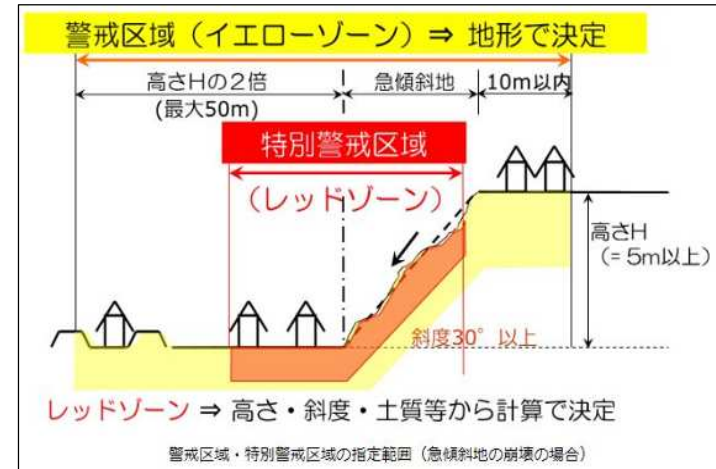 警戒区域（イエローゾーン）⇒ 地形で決定
高さHの２倍
(最大50m)
急傾斜地
10m以内
特別警戒区域
（レッドゾーン）
高さH
（= 5m以上）
斜度30°以上
レッドゾーン ⇒ 高さ・斜度・土質等から計算で決定
警戒区域・特別警戒区域の指定範囲（急傾斜地の崩壊の場合）